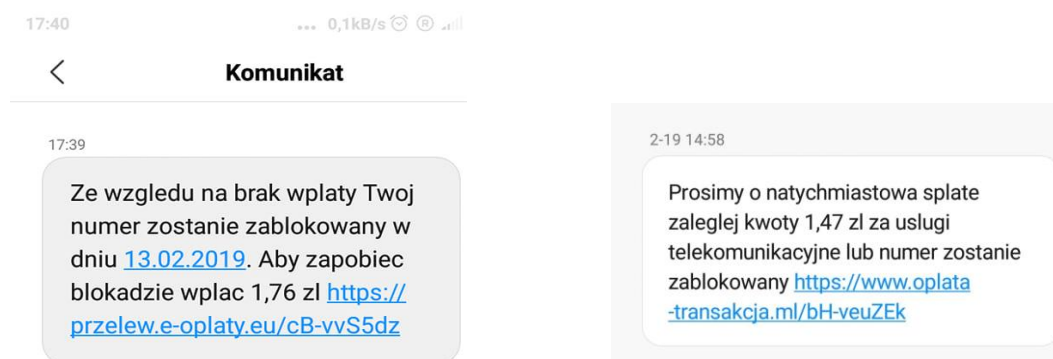 17:40
... 0,1kB/s
Komunikat
17:39
Ze wzgledu na brak wplaty Twoj
numer zostanie zablokowany w
dniu 13.02.2019. Aby zapobiec
blokadzie wplac 1,76 zl https://
przelew.e-oplaty.eu/cB-vvS5dz
2-19 14:58
Prosimy o natychmiastowa splate
zaleglej kwoty 1,47 zl za uslugi
telekomunikacyjne lub numer zostanie
zablokowany https://www.oplata
-transakcja.ml/bH-veuZEk